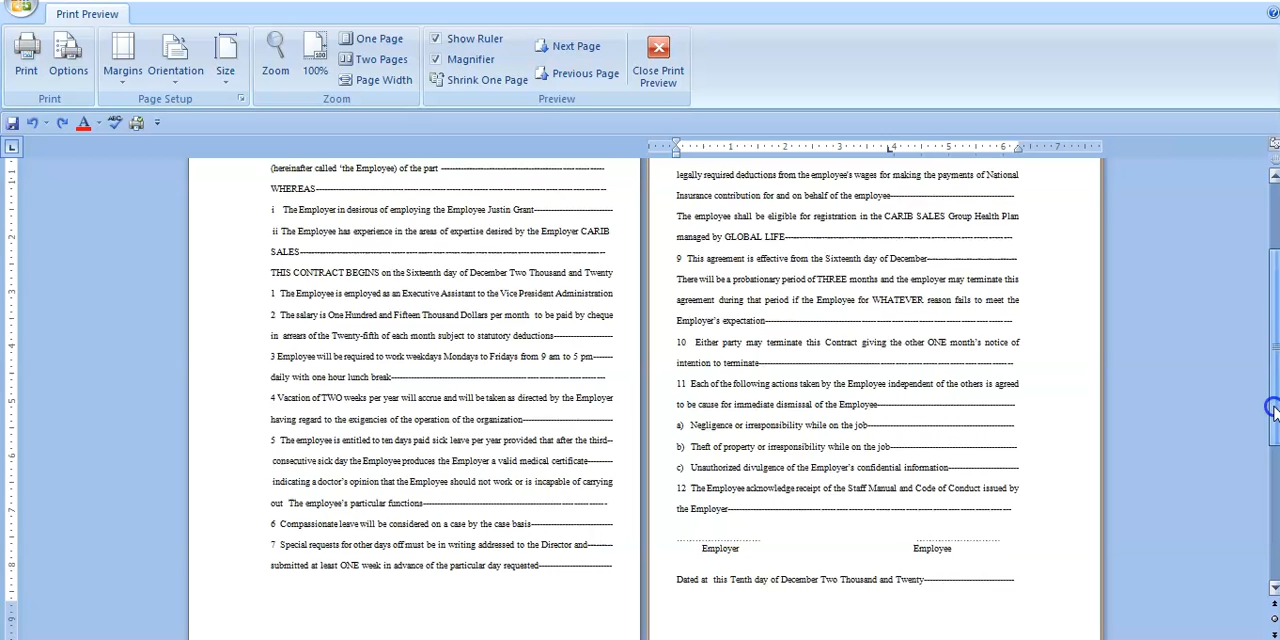 Print Preview
Print
Options
Margins
Orientation
Size
Zoom
100%
One Page
Two Pages
Page Width
Show Ruler
Magnifier
Shrink One Page
Next Page
Previous Page
Close Print
Preview
Print
Page Setup
Zoom
Preview
(hereinafter called 'the Employee) of the part ------------------------------------------------
WHEREAS------------------------------------------------------------------------
i The Employer in desirous of employing the Employee Justin Grant-------------------
ii The Employee has experience in the areas of expertise desired by the Employer CARIB
SALES------------------------------------------------------------------------
THIS CONTRACT BEGINS on the Sixteenth day of December Two Thousand and Twenty
1 The Employee is employed as an Executive Assistant to the Vice President Administration
2 The salary is One Hundred and Fifteen Thousand Dollars per month to be paid by cheque
in arrears of the Twenty-fifth of each month subject to statutory deductions--------------
3 Employee will be required to work weekdays Mondays to Fridays from 9 am to 5 pm-----
daily with one hour lunch break------------------------------------------------
4 Vacation of TWO weeks per year will accrue and will be taken as directed by the Employer
having regard to the exigencies of the operation of the organization---------------------
5 The employee is entitled to ten days paid sick leave per year provided that after the third--
consecutive sick day the Employee produces the Employer a valid medical certificate------
indicating a doctor's opinion that the Employee should not work or is incapable of carrying
out The employee's particular functions------------------------------------------
6 Compassionate leave will be considered on a case by the case basis-------------------
7 Special requests for other days off must be in writing addressed to the Director and------
submitted at least ONE week in advance of the particular day requested-----------------
legally required deductions from the employee's wages for making the payments of National
Insurance contribution for and on behalf of the employee----------------------------
The employee shall be eligible for registration in the CARIB SALES Group Health Plan
managed by GLOBAL LIFE----------------------------------------------------
9 This agreement is effective from the Sixteenth day of December--------------------
There will be a probationary period of THREE months and the employer may terminate this
agreement during that period if the Employee for WHATEVER reason fails to meet the
Employer's expectation--------------------------------------------------------
10 Either party may terminate this Contract giving the other ONE month's notice of
intention to terminate----------------------------------------------------------
11 Each of the following actions taken by the Employee independent of the others is agreed
to be cause for immediate dismissal of the Employee-------------------------------
a) Negligence or irresponsibility while on the job----------------------------------
b) Theft of property or irresponsibility while on the job----------------------------
c) Unauthorized divulgence of the Employer's confidential information----------------
12 The Employee acknowledge receipt of the Staff Manual and Code of Conduct issued by
the Employer----------------------------------------------------------------
Employer Employee
Dated at this Tenth day of December Two Thousand and Twenty---------------------